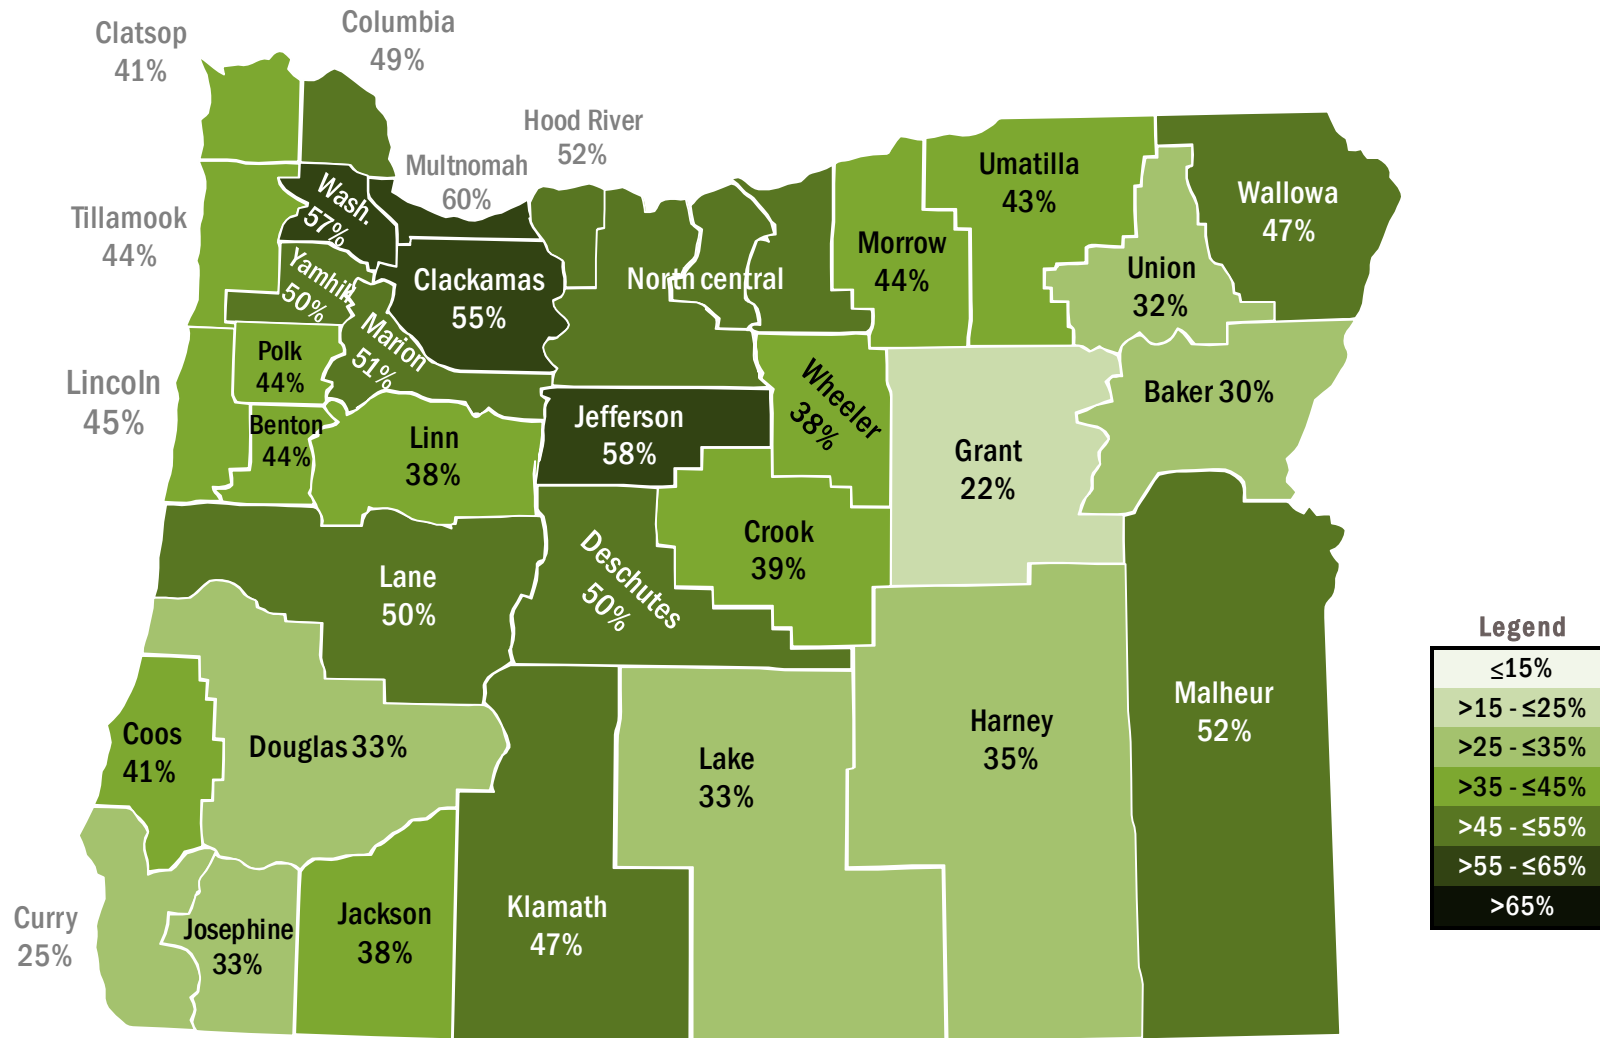 Clatsop
41%
Columbia
49%
Hood River
52%
Multnomah
60%
Tillamook
44%
Wash.
57%
Yamhill
50%
Clackamas
55%
North central
Morrow
44%
Umatilla
43%
Union
32%
Wallowa
47%
Lincoln
45%
Polk
44%
Marion
51%
Benton
44%
Linn
38%
Jefferson
58%
Wheeler
38%
Grant
22%
Baker 30%
Lane
50%
Deschutes
50%
Crook
39%
Coos
41%
Douglas 33%
Lake
33%
Harney
35%
Malheur
52%
Curry
25%
Josephine
33%
Jackson
38%
Klamath
47%
Legend
≤15%
>15 - ≤25%
>25 - ≤35%
>35 - ≤45%
>45 - ≤55%
>55 - ≤65%
>65%